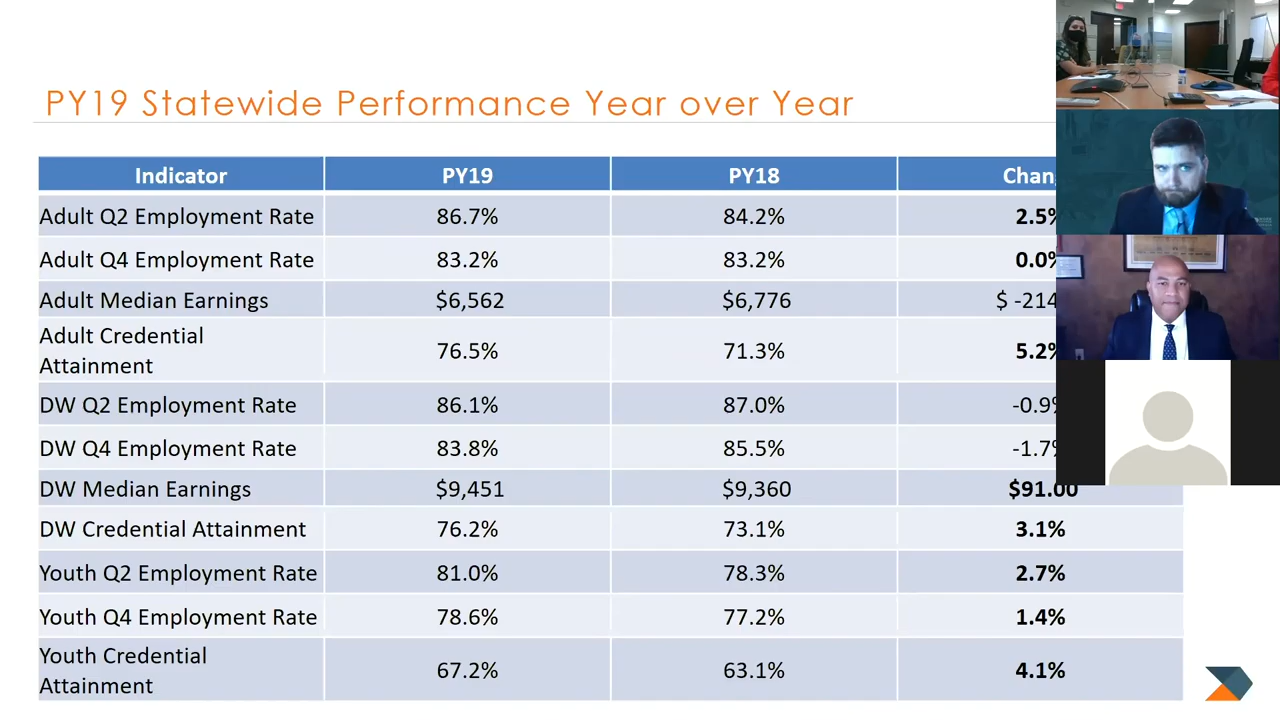 PY19 Statewide Performance Year over Year
Indicator PY19 PY18
Adult Q2 Employment Rate 86.7% 84.2% 2.5%
Adult Q4 Employment Rate 83.2% 83.2% 0.0%
Adult Median Earnings $6,562 $6,776 $ -214
Adult Credential
Attainment 76.5% 71.3% 5.2%
DW Q2 Employment Rate 86.1% 87.0% -0.9%
DW Q4 Employment Rate 83.8% 85.5% -1.7%
DW Median Earnings $9,451 $9,360 $91.00
DW Credential Attainment 76.2% 73.1% 3.1%
Youth Q2 Employment Rate 81.0% 78.3% 2.7%
Youth Q4 Employment Rate 78.6% 77.2% 1.4%
Youth Credential
Attainment 67.2% 63.1% 4.1%